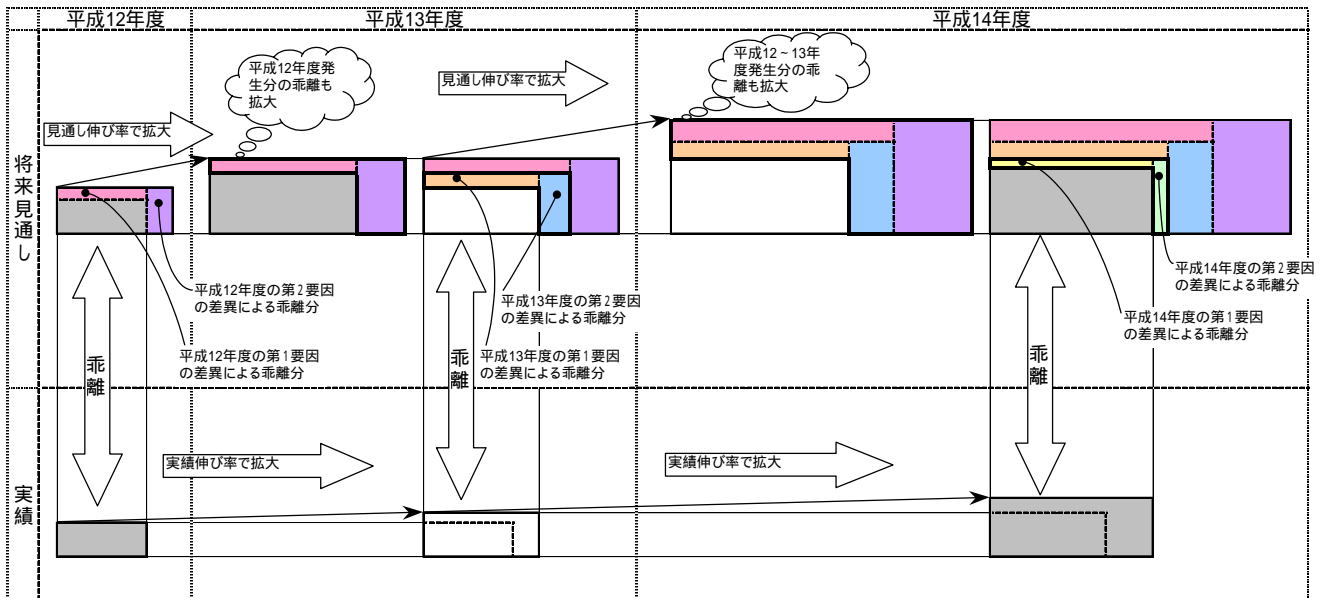 平成12年度
平成13年度
平成14年度
将来見通し
見通し伸び率で拡大
平成12年度発
生分の乖離も
拡大
見通し伸び率で拡大
平成12~13年
度発生分の乖
離も拡大
平成12年度の第2要因
の差異による乖離分
平成12年度の第1要因
の差異による乖離分
平成13年度の第2要因
の差異による乖離分
平成13年度の第1要因
の差異による乖離分
平成14年度の第2要因
の差異による乖離分
平成14年度の第1要因
の差異による乖離分
乖離
乖離
乖離
実績
実績伸び率で拡大
実績伸び率で拡大